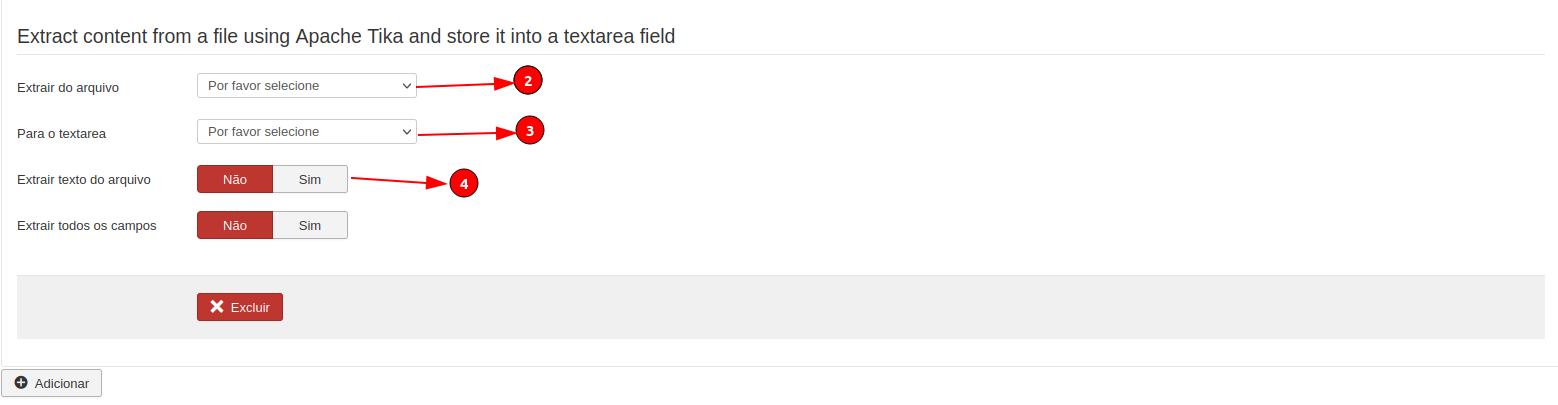 Extract content from a file using Apache Tika and store it into a textarea field
Extrair do arquivo Por favor selecione 2
Para o textarea Por favor selecione 3
Extrair texto do arquivo Não Sim 4
Extrair todos os campos Não Sim
Excluir
Adicionar